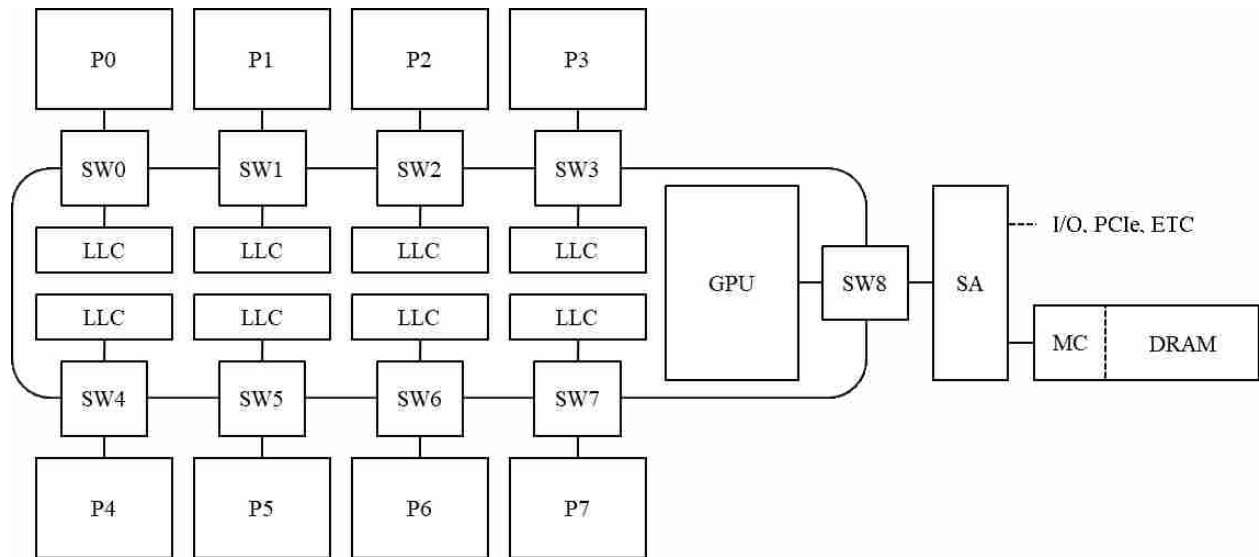 P0 P1 P2 P3
SW0 SW1 SW2 SW3
I/O, PCIe, ETC
LLC LLC LLC LLC
GPU SW8 SA
LLC LLC LLC LLC
MC DRAM
SW4 SW5 SW6 SW7
P4 P5 P6 P7